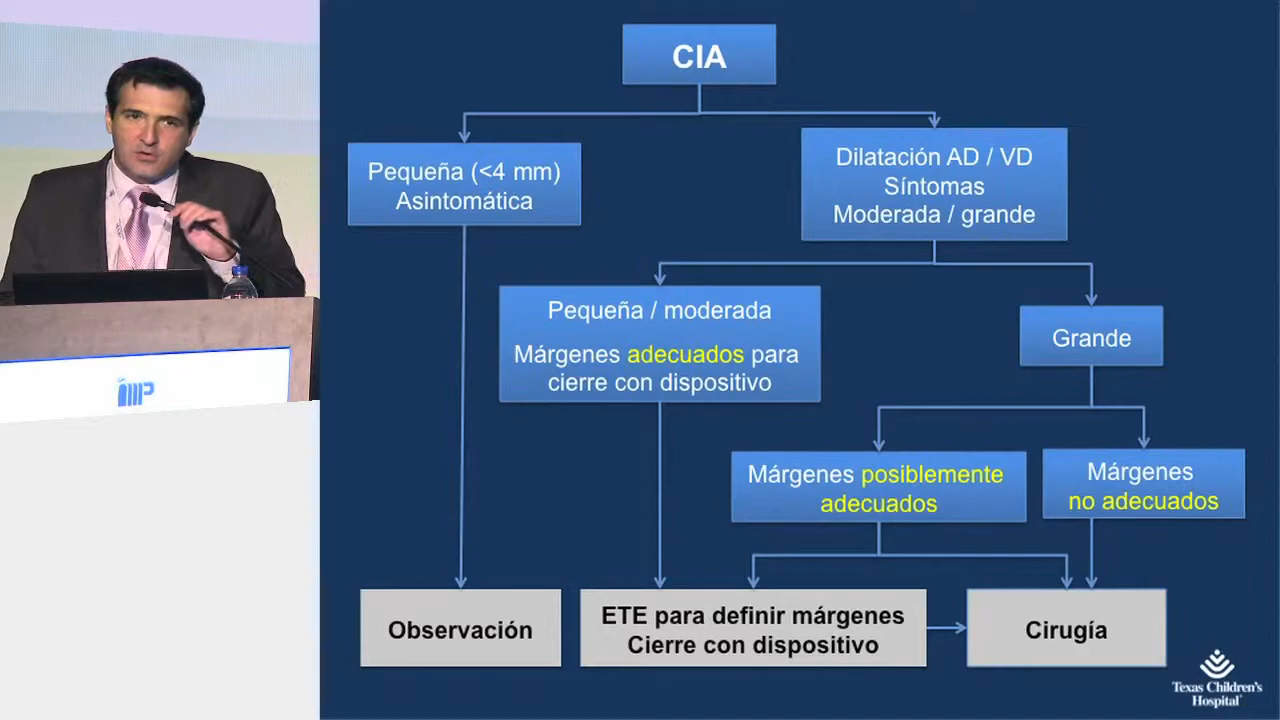 CIA
Pequeña (<4 mm)
Asintomática
Dilatación AD / VD
Síntomas
Moderada / grande
Pequeña / moderada
Márgenes adecuados para
cierre con dispositivo
Grande
Márgenes posiblemente
adecuados
Márgenes
no adecuados
Observación
ETE para definir márgenes
Cierre con dispositivo
Cirugía
Texas Children's
Hospital